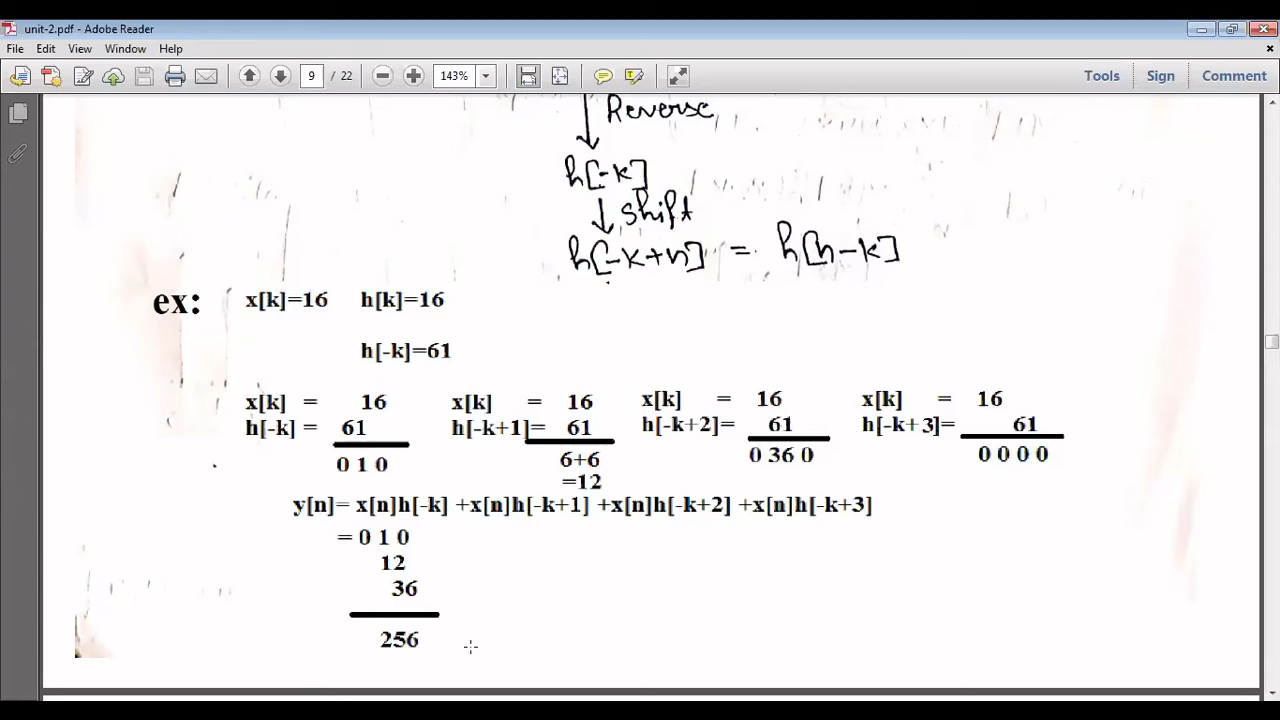 unit-2.pdf - Adobe Reader
File Edit View Window Help
9 / 22 143% Tools Sign Comment
Reverse
h[-k]
Shift
h[-k+n] = h[n-k]
ex: x[k]=16 h[k]=16
h[-k]=61
x[k] = 16 x[k] = 16 x[k] = 16 x[k] = 16
h[-k] = 61 h[-k+1]= 61 h[-k+2]= 61 h[-k+3]= 61
0 1 0 6+6 0 36 0 0 0 0 0
=12
y[n]= x[n]h[-k] +x[n]h[-k+1] +x[n]h[-k+2] +x[n]h[-k+3]
= 0 1 0
12
36
256